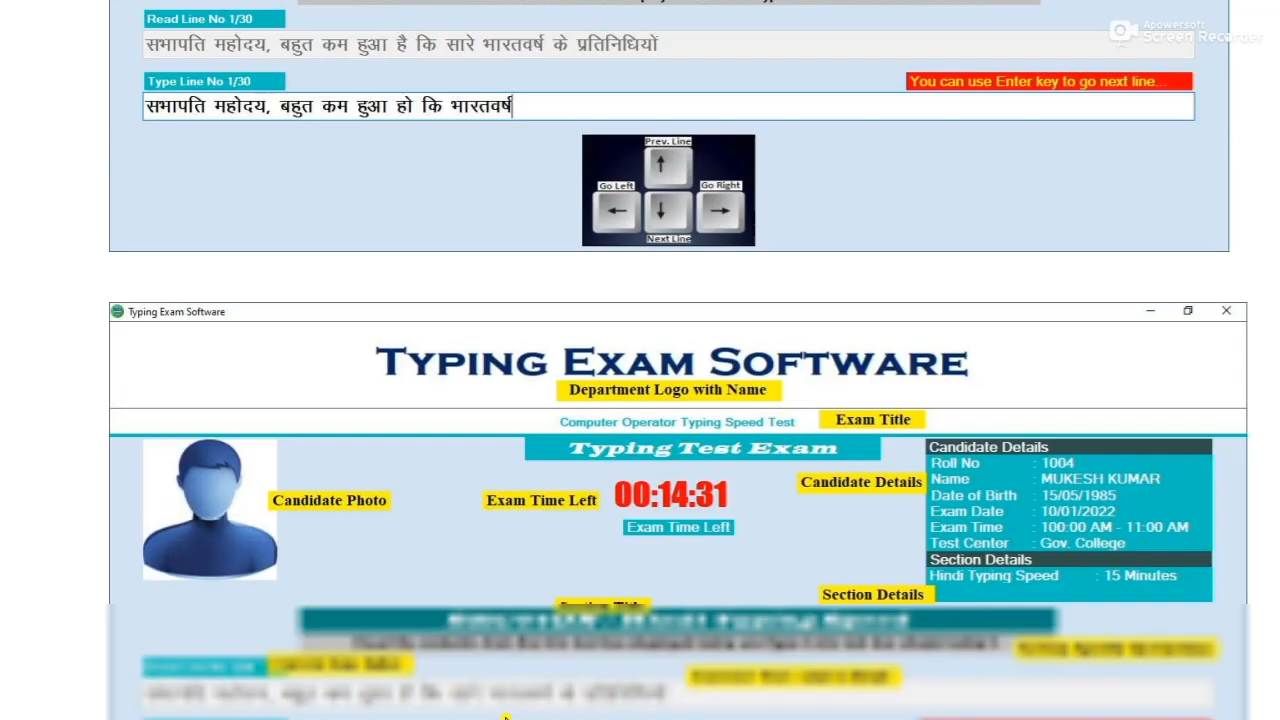 Read Line No 1/30
Apowersoft
Screen Recorder
सभापति महोदय, बहुत कम हुआ है कि सारे भारतवर्ष के प्रतिनिधियों
Type Line No 1/30
You can use Enter key to go next line...
सभापति महोदय, बहुत कम हुआ हो कि भारतवर्ष
Prev. Line
Go Left
Go Right
Next Line
Typing Exam Software
TYPING EXAM SOFTWARE
Department Logo with Name
Computer Operator Typing Speed Test
Exam Title
Typing Test Exam
Candidate Details
Roll No : 1004
Candidate Details
Name : MUKESH KUMAR
Candidate Photo
Exam Time Left
00:14:31
Date of Birth : 15/05/1985
Exam Date : 10/01/2022
Exam Time Left
Exam Time : 100:00 AM - 11:00 AM
Test Center : Gov. College
Section Details
Hindi Typing Speed : 15 Minutes
Section Details